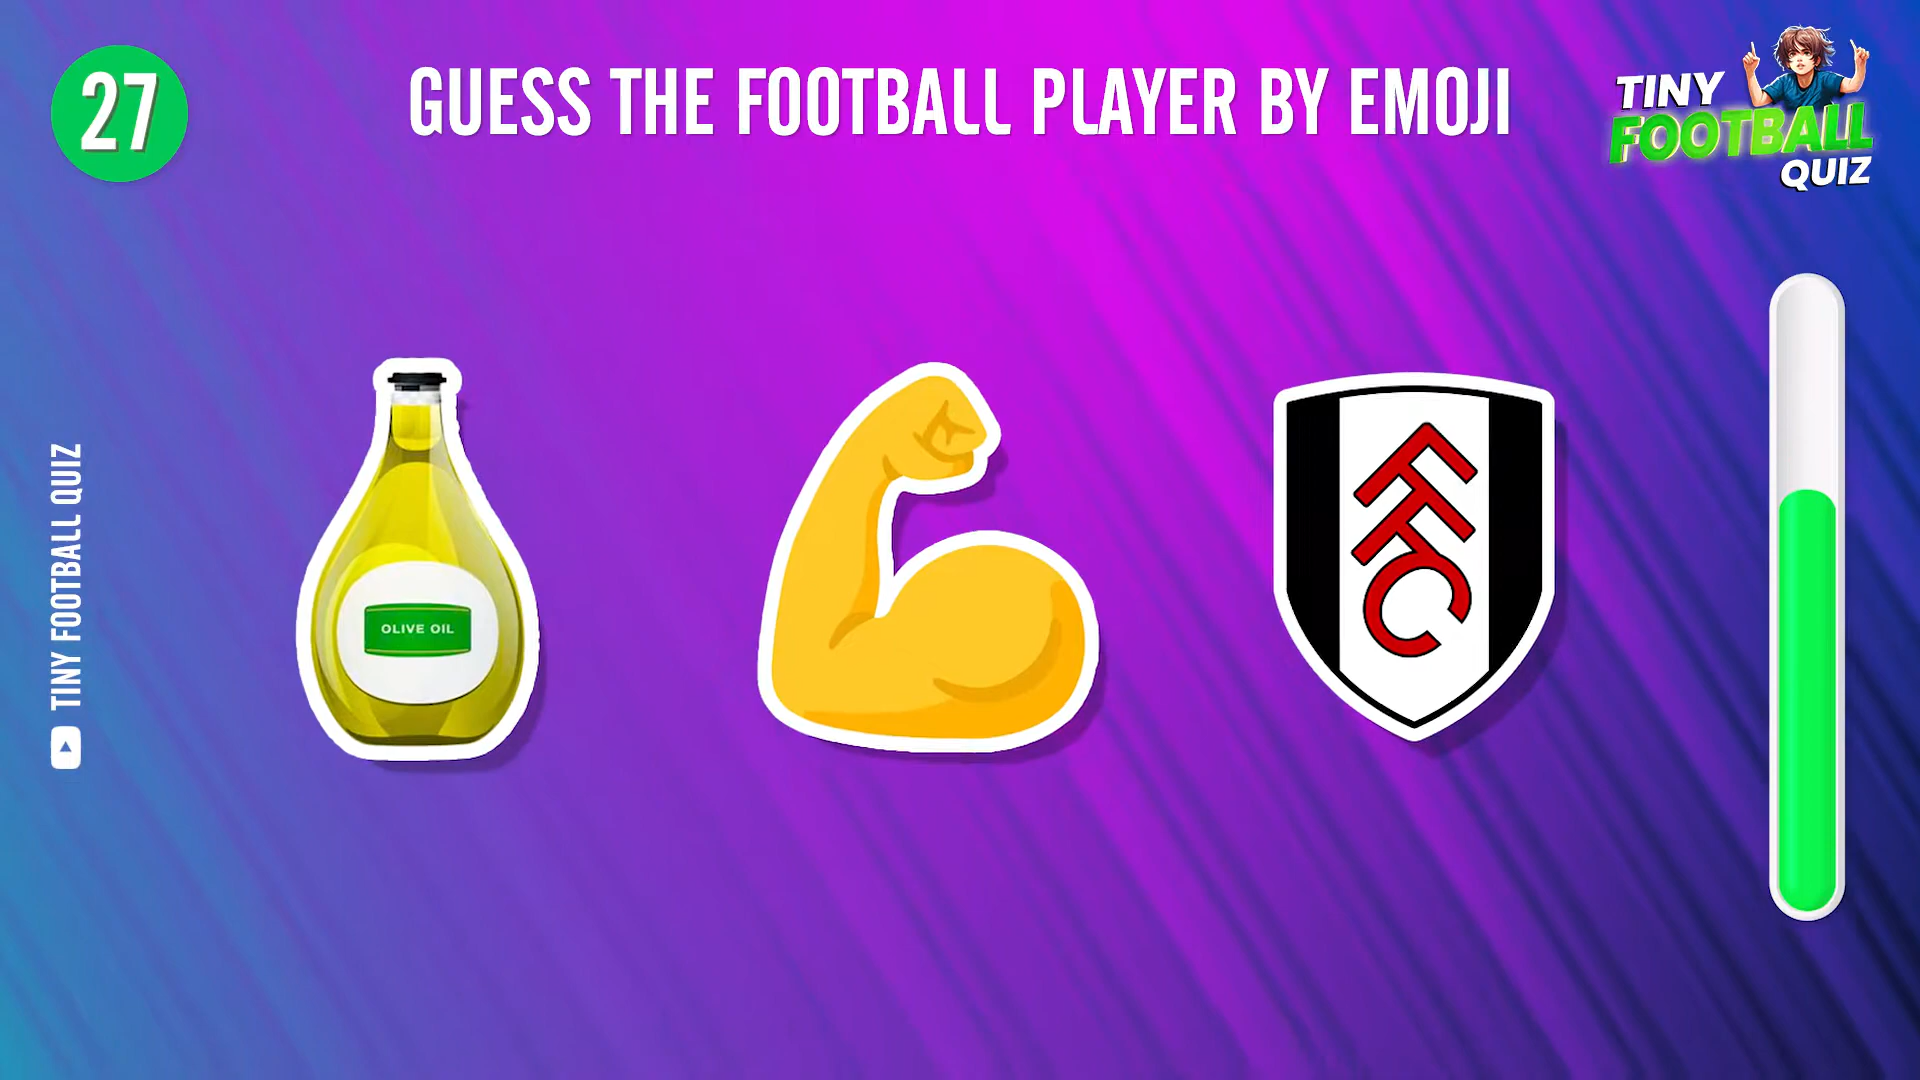 27
GUESS THE FOOTBALL PLAYER BY EMOJI
TINY
FOOTBALL
QUIZ
TINY FOOTBALL QUIZ
OLIVE OIL
FFC